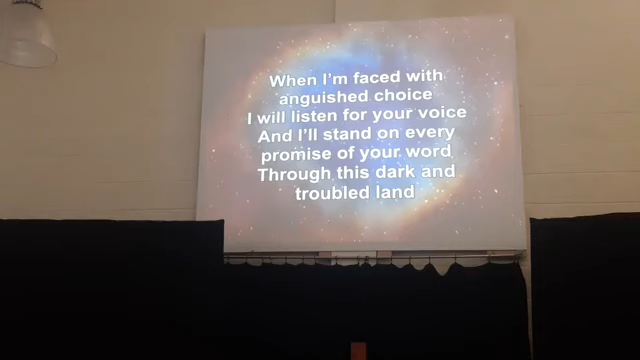 When I'm faced with
anguished choice
I will listen for your voice
And I'll stand on every
promise of your word
Through this dark and
troubled land